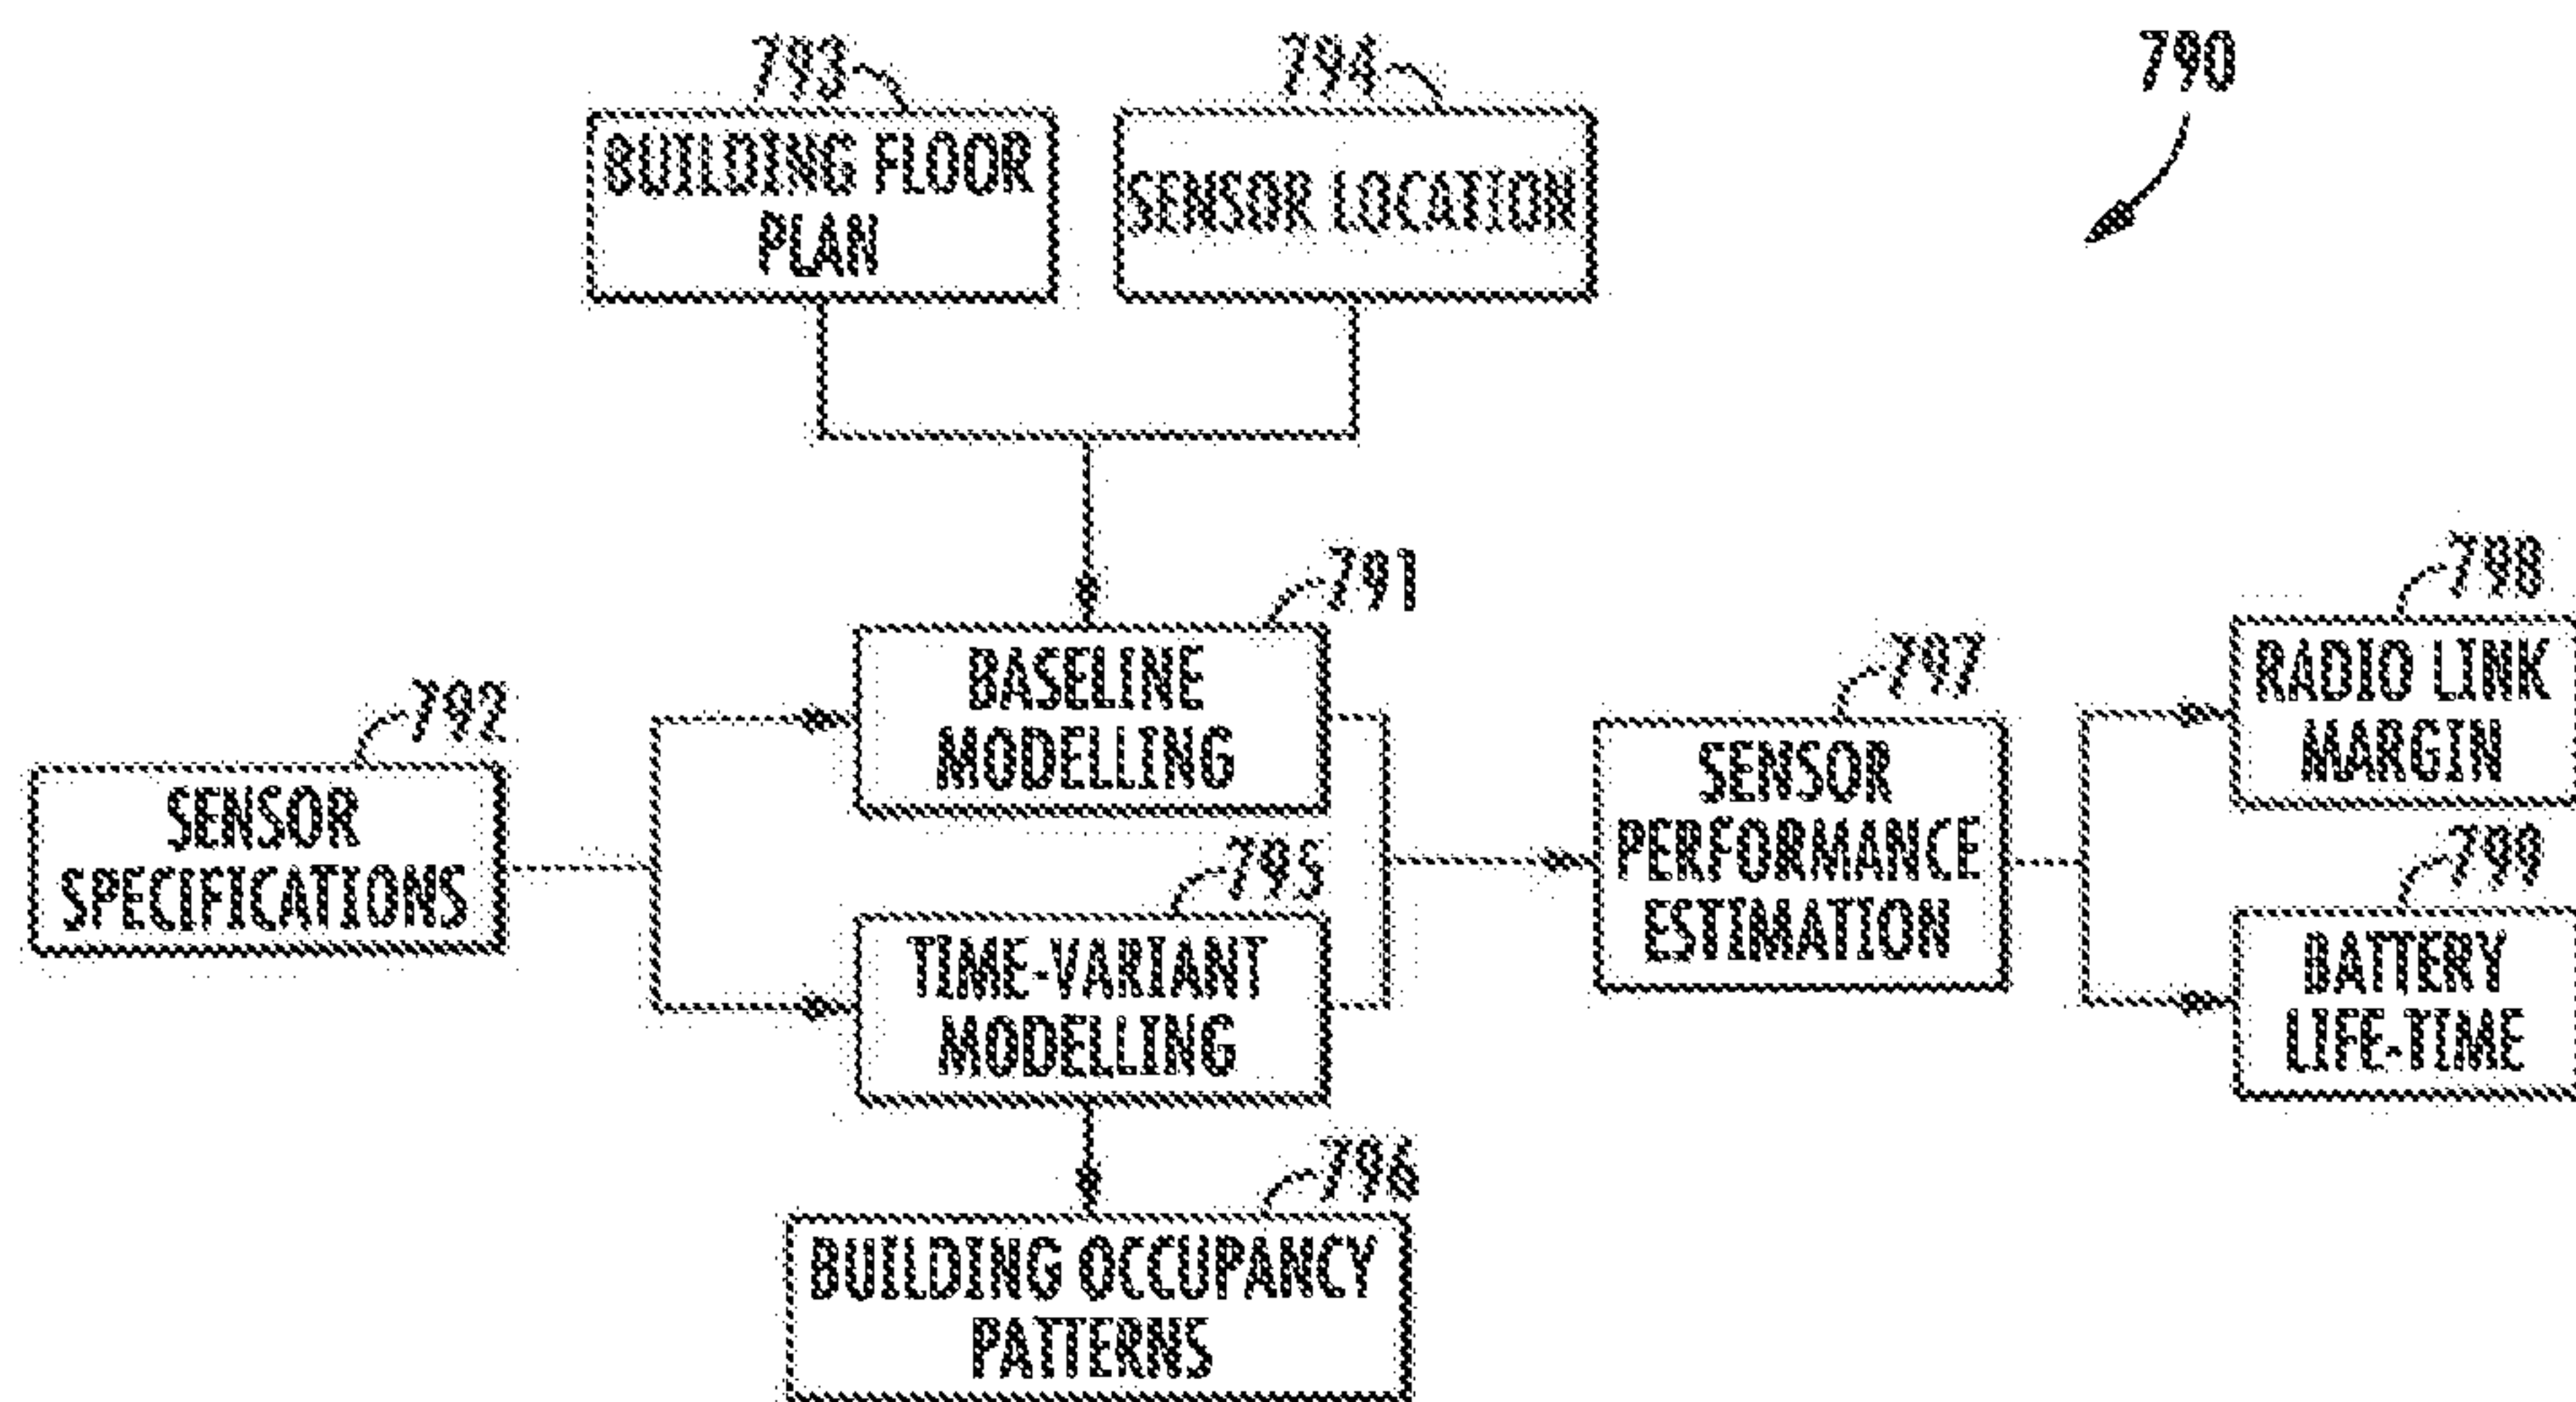 793
794
790
BUILDING FLOOR
PLAN
SENSOR LOCATION
791
798
BASELINE
MODELLING
797
RADIO LINK
MARGIN
792
SENSOR
SPECIFICATIONS
SENSOR
PERFORMANCE
ESTIMATION
795
799
TIME-VARIANT
MODELLING
BATTERY
LIFE-TIME
796
BUILDING OCCUPANCY
PATTERNS